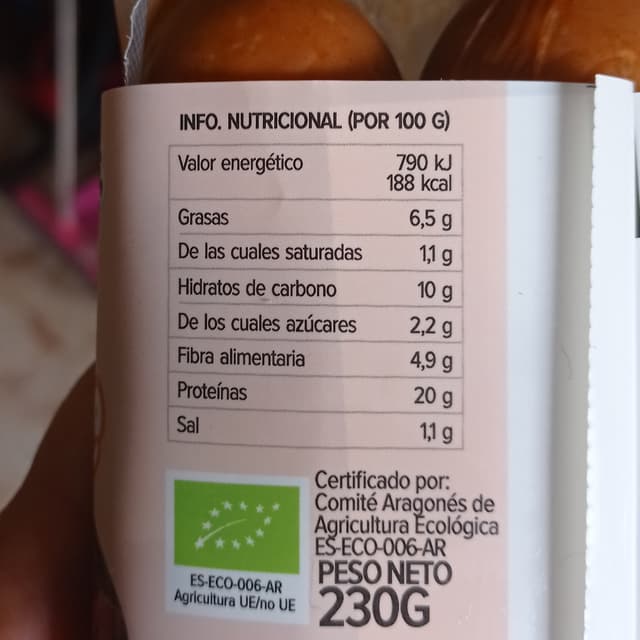 INFO. NUTRICIONAL (POR 100 G)
Valor energético 790 kJ
188 kcal
Grasas 6,5 g
De las cuales saturadas 1,1 g
Hidratos de carbono 10 g
De los cuales azúcares 2,2 g
Fibra alimentaria 4,9 g
Proteínas 20 g
Sal 1,1 g
Certificado por:
Comité Aragonés de
Agricultura Ecológica
ES-ECO-006-AR
PESO NETO
230G
ES-ECO-006-AR
Agricultura UE/no UE